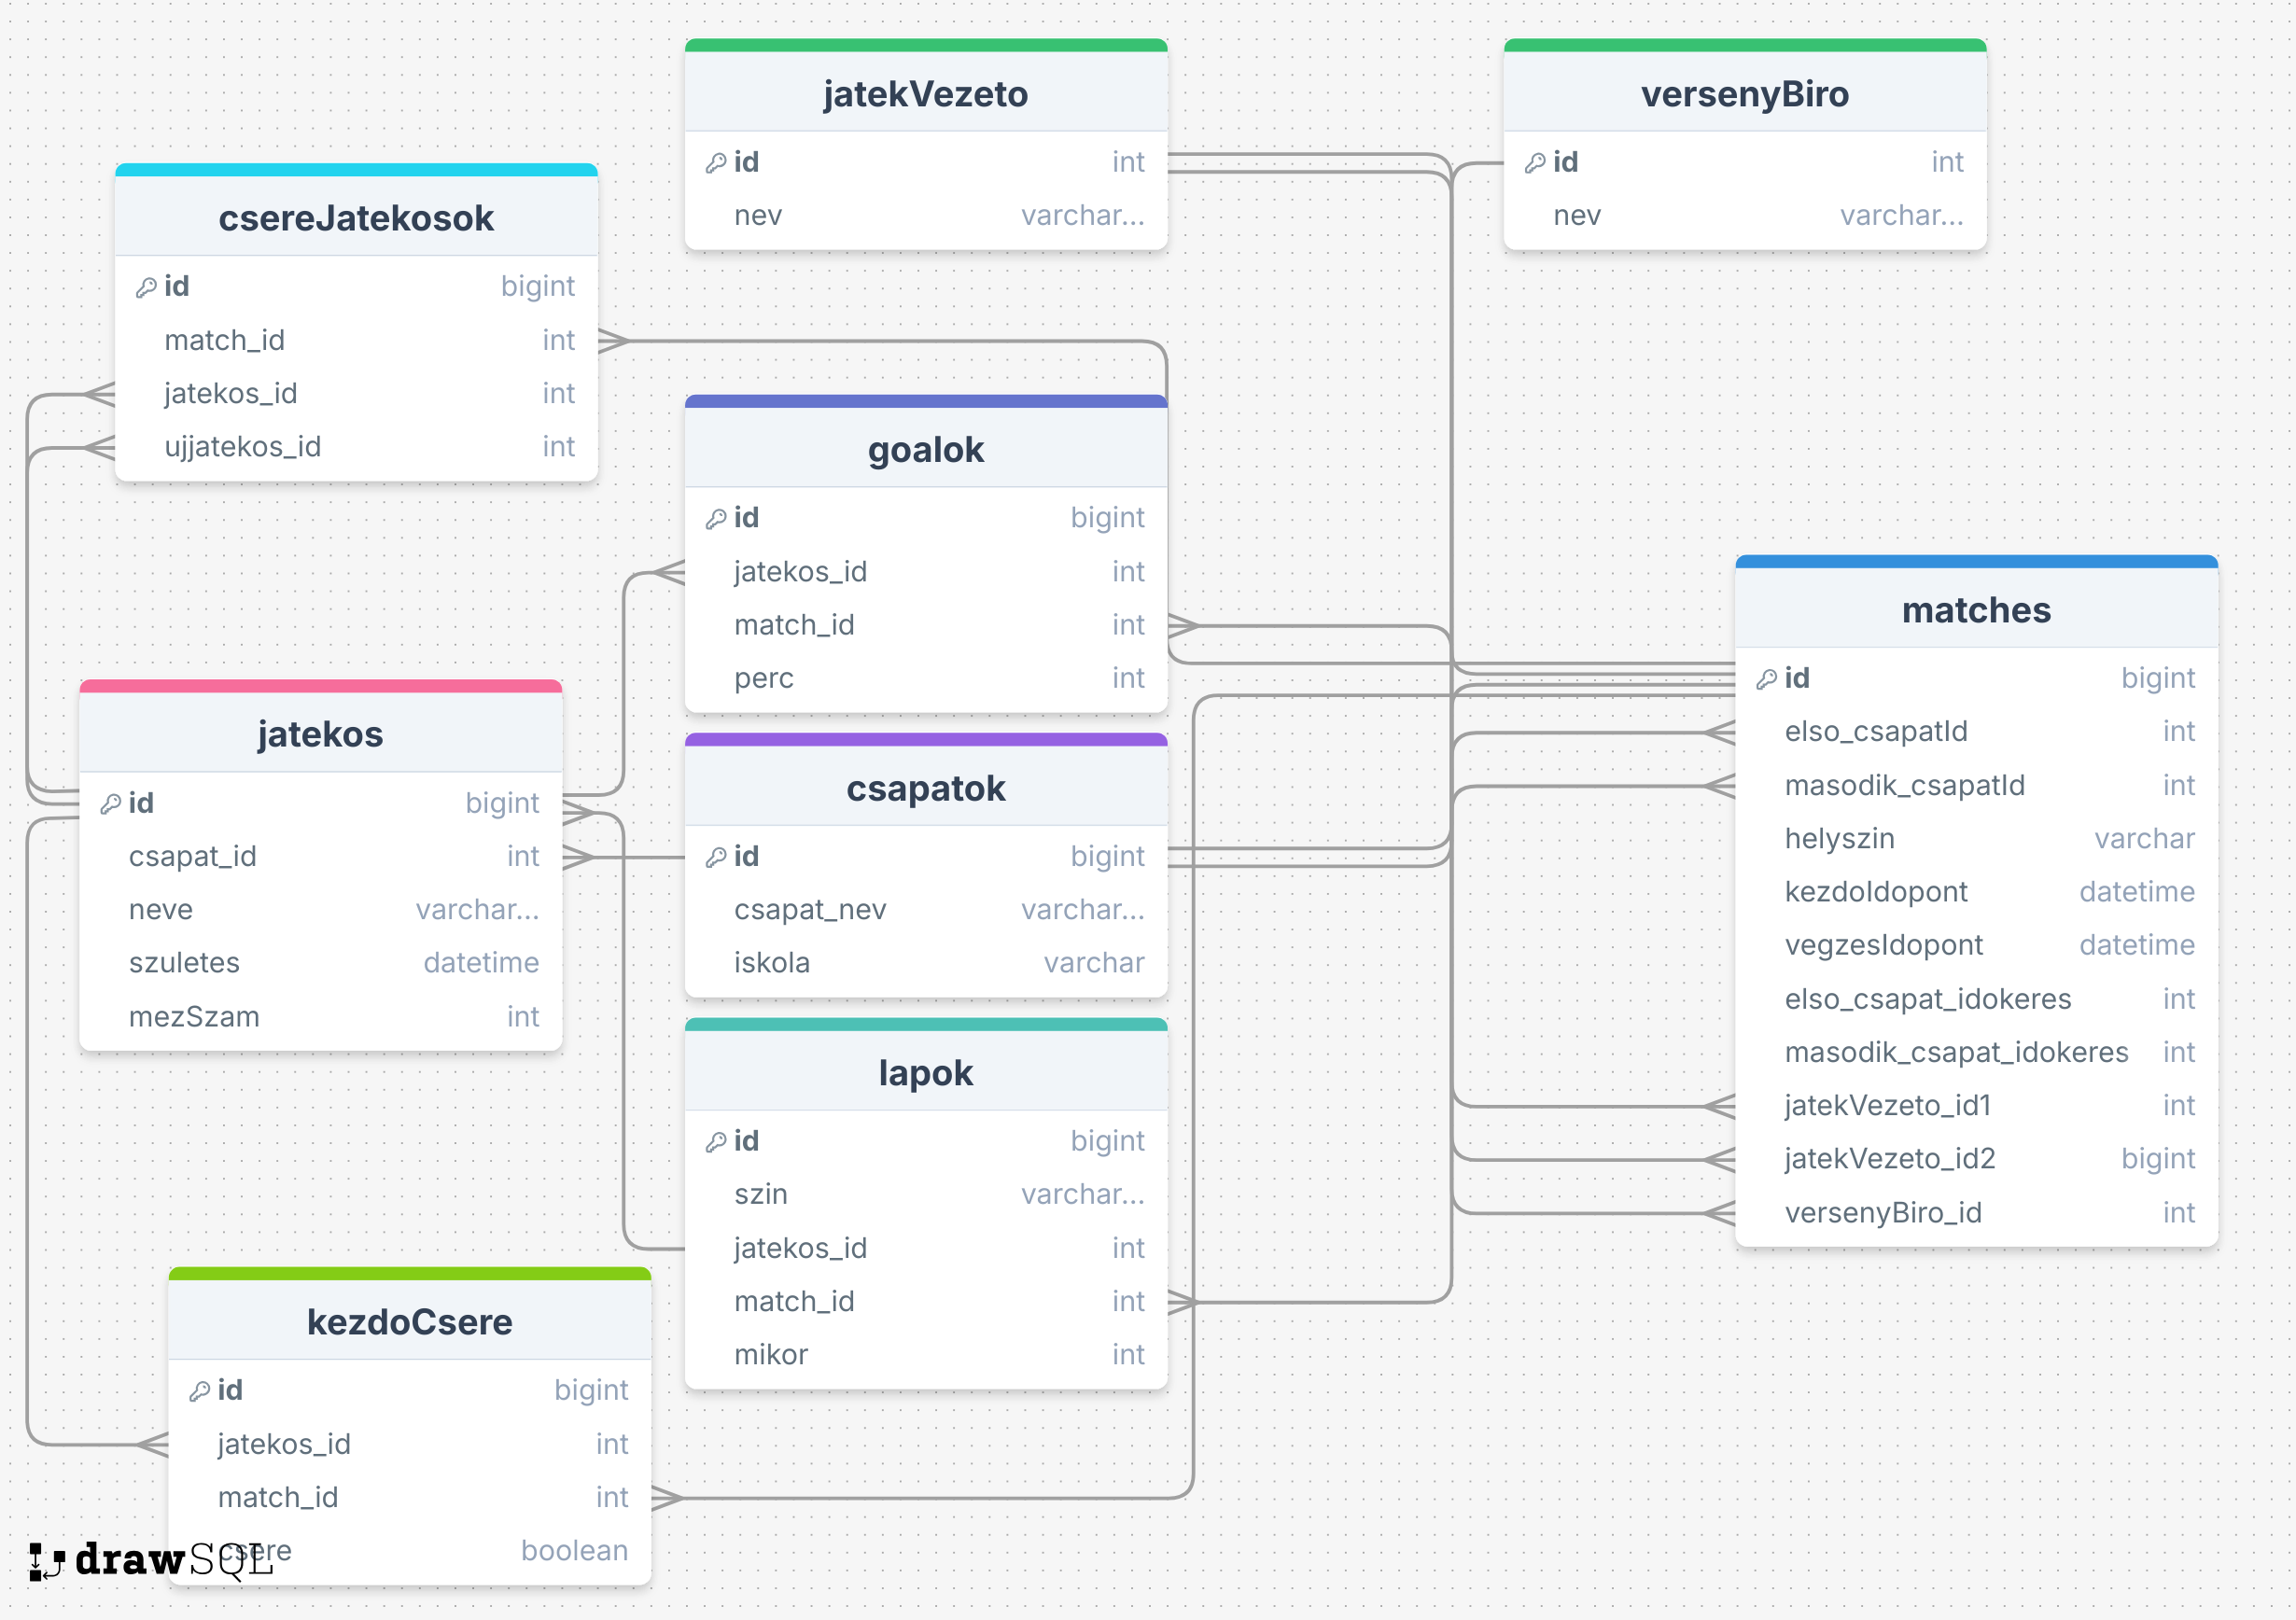 jatekVezeto
id int
nev varchar...
versenyBiro
id int
nev varchar...
csereJatekosok
id bigint
match_id int
jatekos_id int
ujjatekos_id int
goalok
id bigint
jatekos_id int
match_id int
perc int
matches
id bigint
elso_csapatId int
masodik_csapatId int
helyszin varchar
kezdoIdopont datetime
vegzesIdopont datetime
elso_csapat_idokeres int
masodik_csapat_idokeres int
jatekVezeto_id1 int
jatekVezeto_id2 bigint
versenyBiro_id int
jatekos
id bigint
csapat_id int
neve varchar...
szuletes datetime
mezSzam int
csapatok
id bigint
csapat_nev varchar...
iskola varchar
lapok
id bigint
szin varchar...
jatekos_id int
match_id int
mikor int
kezdoCsere
id bigint
jatekos_id int
match_id int
csere boolean
drawSQL